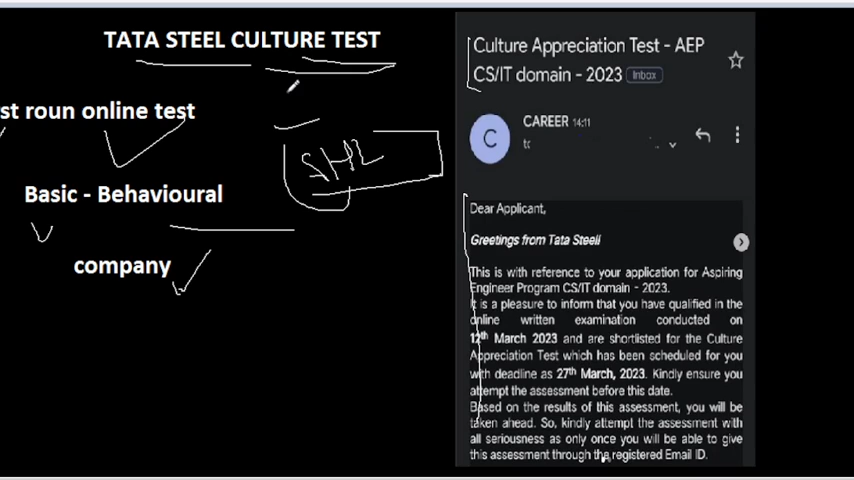 TATA STEEL CULTURE TEST
st roun online test
SHL
Basic - Behavioural
company
Culture Appreciation Test - AEP
CS/IT domain - 2023 Inbox
C
CAREER 14:11
Dear Applicant,
Greetings from Tata Steel!
This is with reference to your application for Aspiring
Engineer Program CS/IT domain - 2023.
It is a pleasure to inform that you have qualified in the
online written examination conducted on
12th March 2023 and are shortlisted for the Culture
Appreciation Test which has been scheduled for you
with deadline as 27th March, 2023. Kindly ensure you
attempt the assessment before this date.
Based on the results of this assessment, you will be
taken ahead. So, kindly attempt the assessment with
all seriousness as only once you will be able to give
this assessment through the registered Email ID.